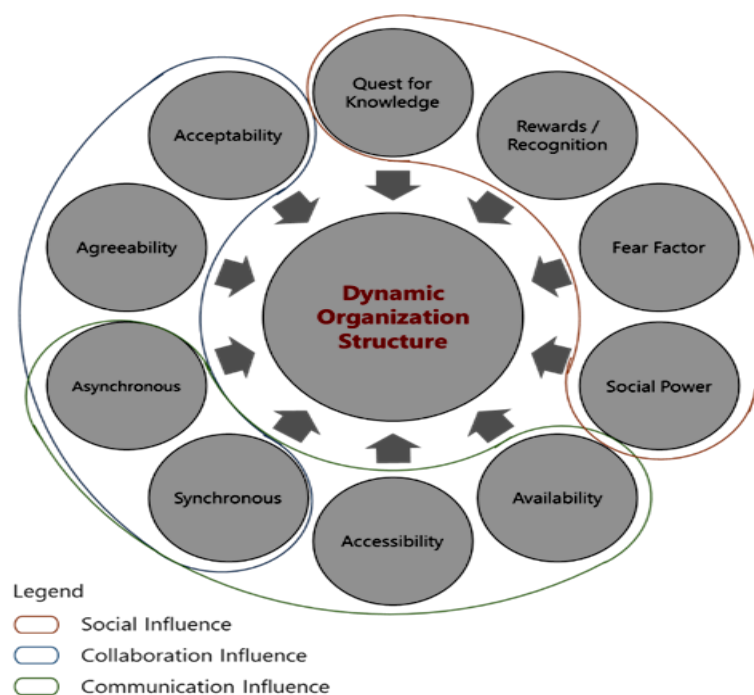 Quest for
Knowledge
Rewards /
Recognition
Acceptability
Agreeability
Fear Factor
Dynamic
Organization
Structure
Asynchronous
Social Power
Synchronous
Availability
Accessibility
Legend
Social Influence
Collaboration Influence
Communication Influence